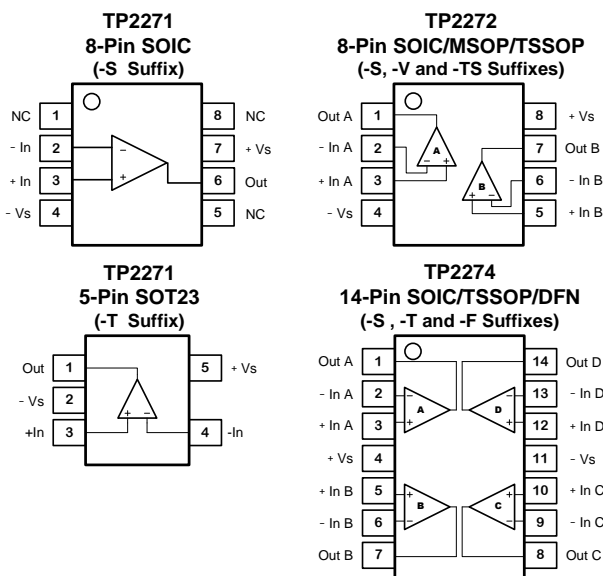 TP2271
8-Pin SOIC
(-S Suffix)
NC 1 8 NC
- In 2 7 + Vs
+ In 3 6 Out
- Vs 4 5 NC
− +
TP2272
8-Pin SOIC/MSOP/TSSOP
(-S, -V and -TS Suffixes)
Out A 1 8 + Vs
- In A 2 7 Out B
+ In A 3 6 - In B
- Vs 4 5 + In B
A − +
B + −
TP2271
5-Pin SOT23
(-T Suffix)
Out 1 5 + Vs
- Vs 2
+In 3 4 -In
+ −
TP2274
14-Pin SOIC/TSSOP/DFN
(-S , -T and -F Suffixes)
Out A 1 14 Out D
- In A 2 13 - In D
+ In A 3 12 + In D
+ Vs 4 11 - Vs
+ In B 5 10 + In C
- In B 6 9 - In C
Out B 7 8 Out C
− A + − D +
+ B − + C −